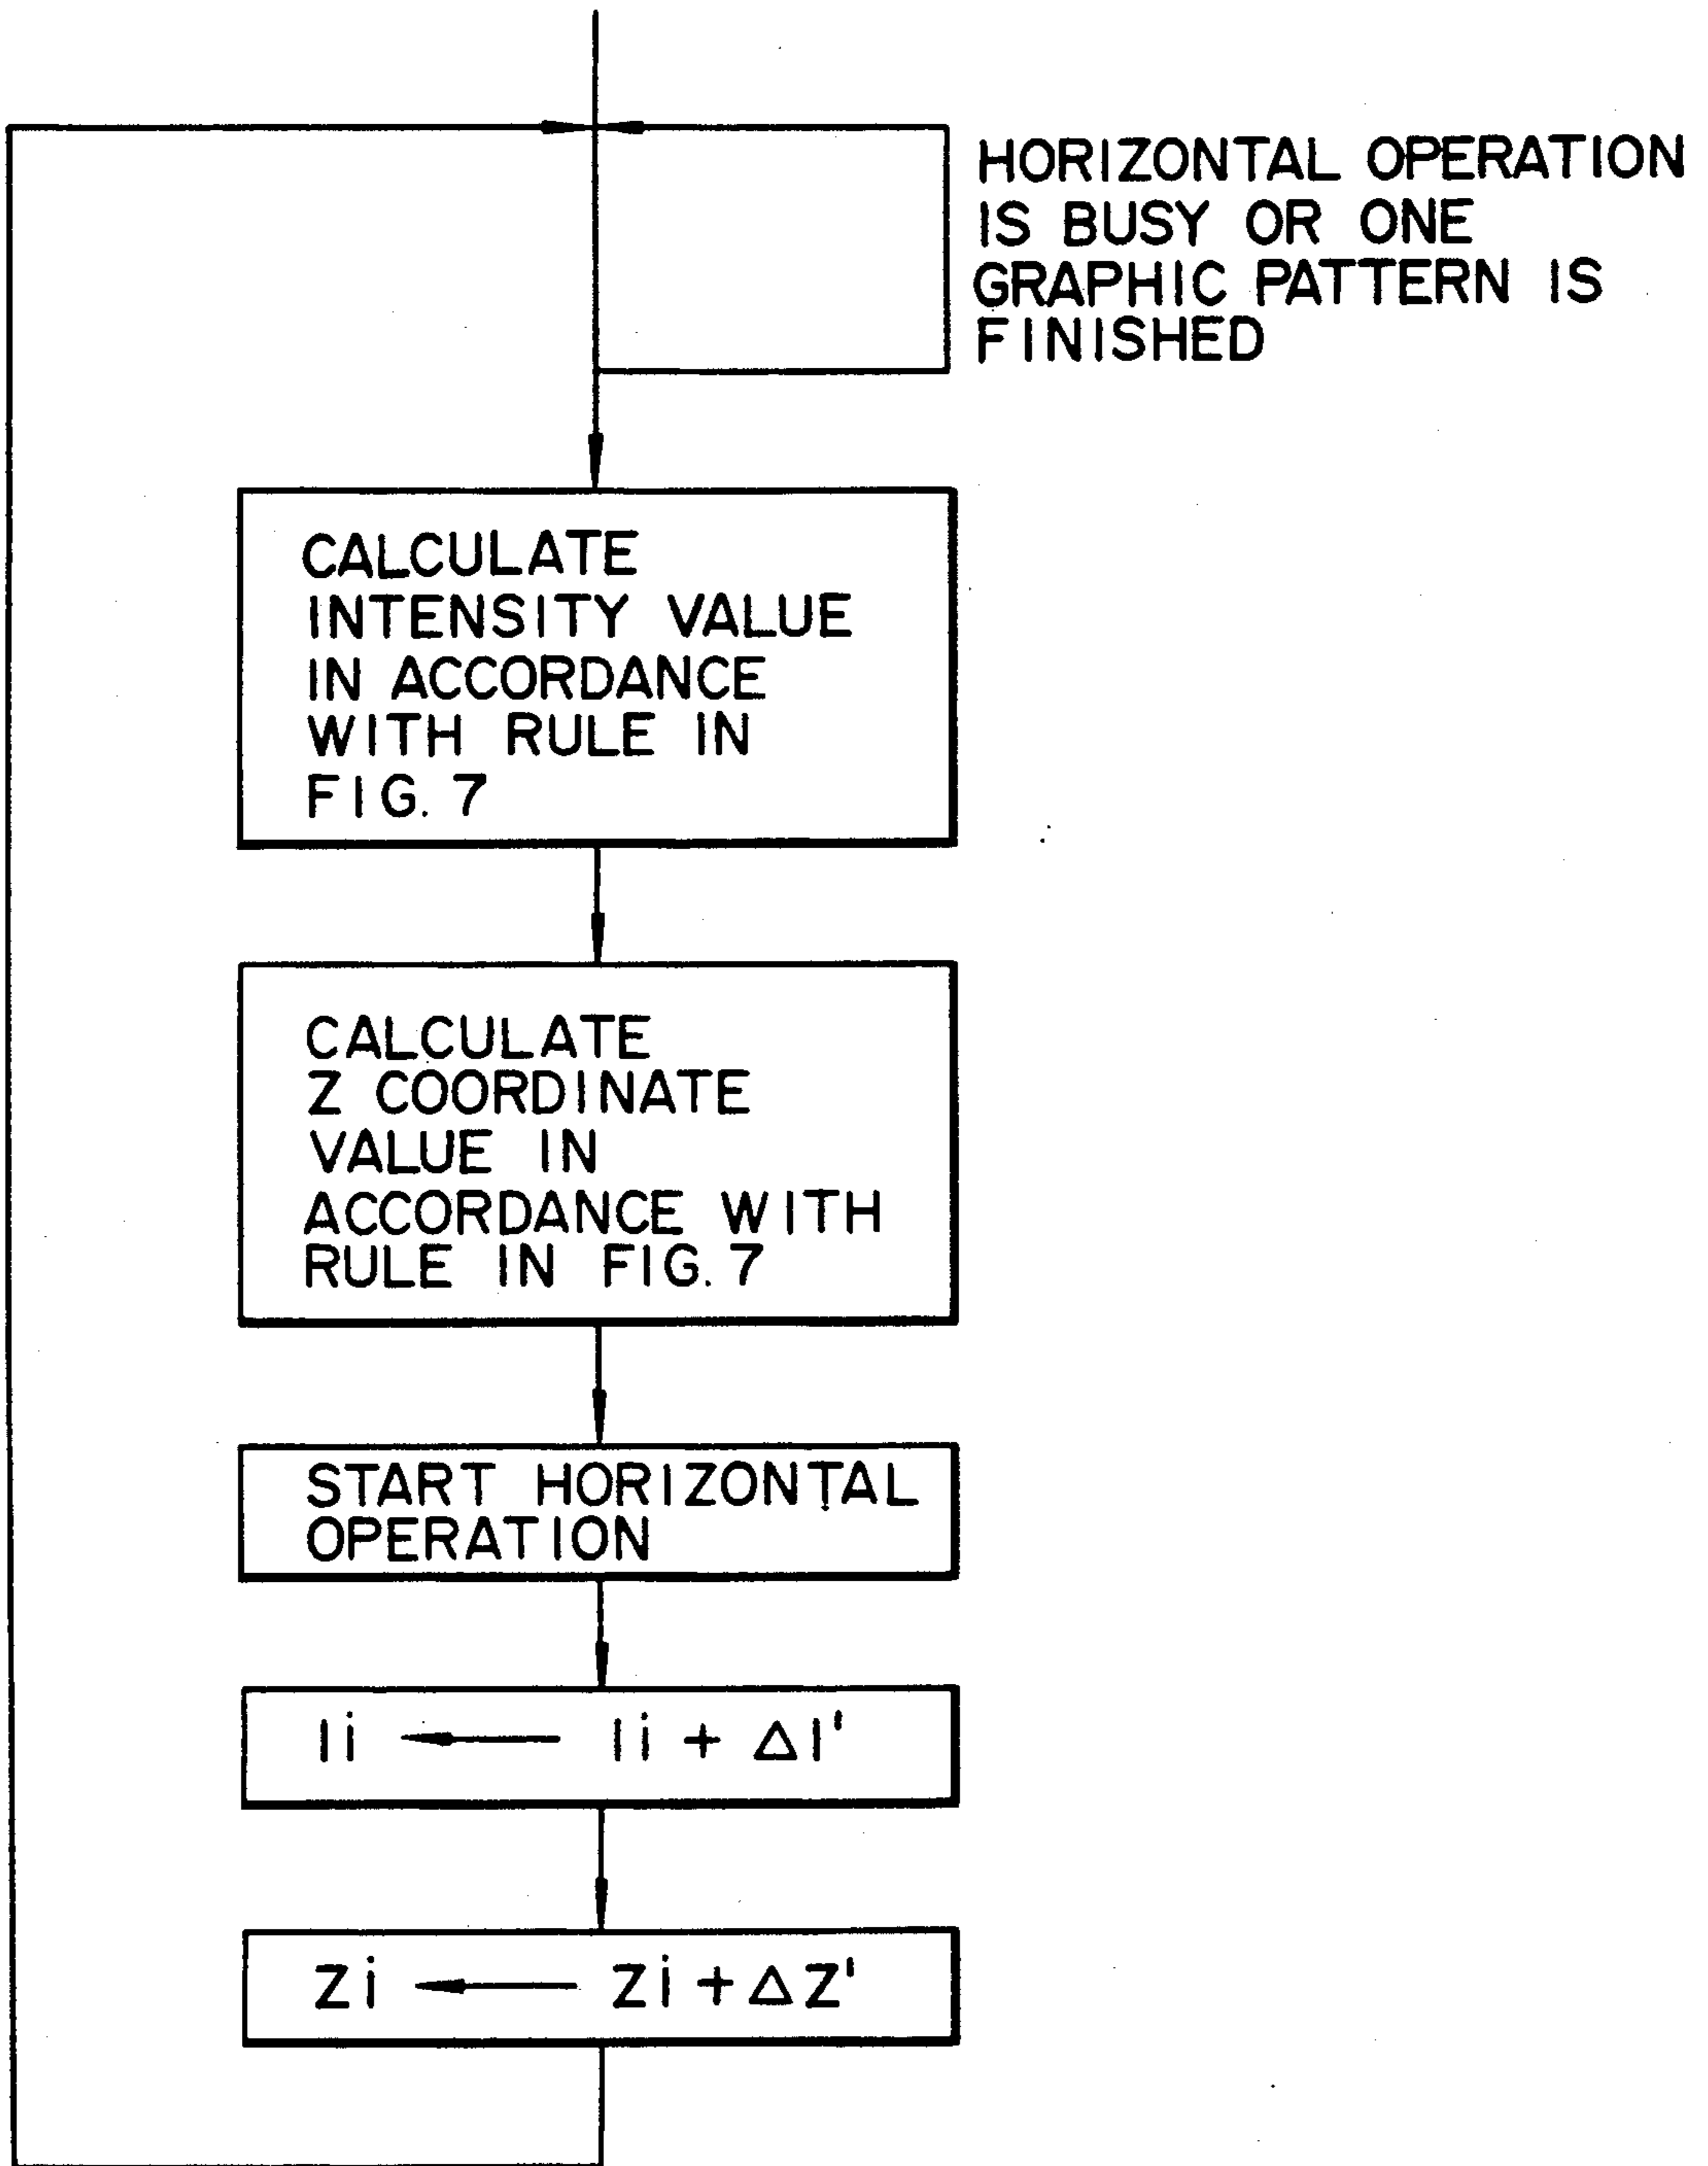 HORIZONTAL OPERATION
IS BUSY OR ONE
GRAPHIC PATTERN IS
FINISHED
CALCULATE
INTENSITY VALUE
IN ACCORDANCE
WITH RULE IN
FIG. 7
CALCULATE
Z COORDINATE
VALUE IN
ACCORDANCE WITH
RULE IN FIG. 7
START HORIZONTAL
OPERATION
Ii ← Ii + ΔI'
Zi ← Zi + ΔZ'